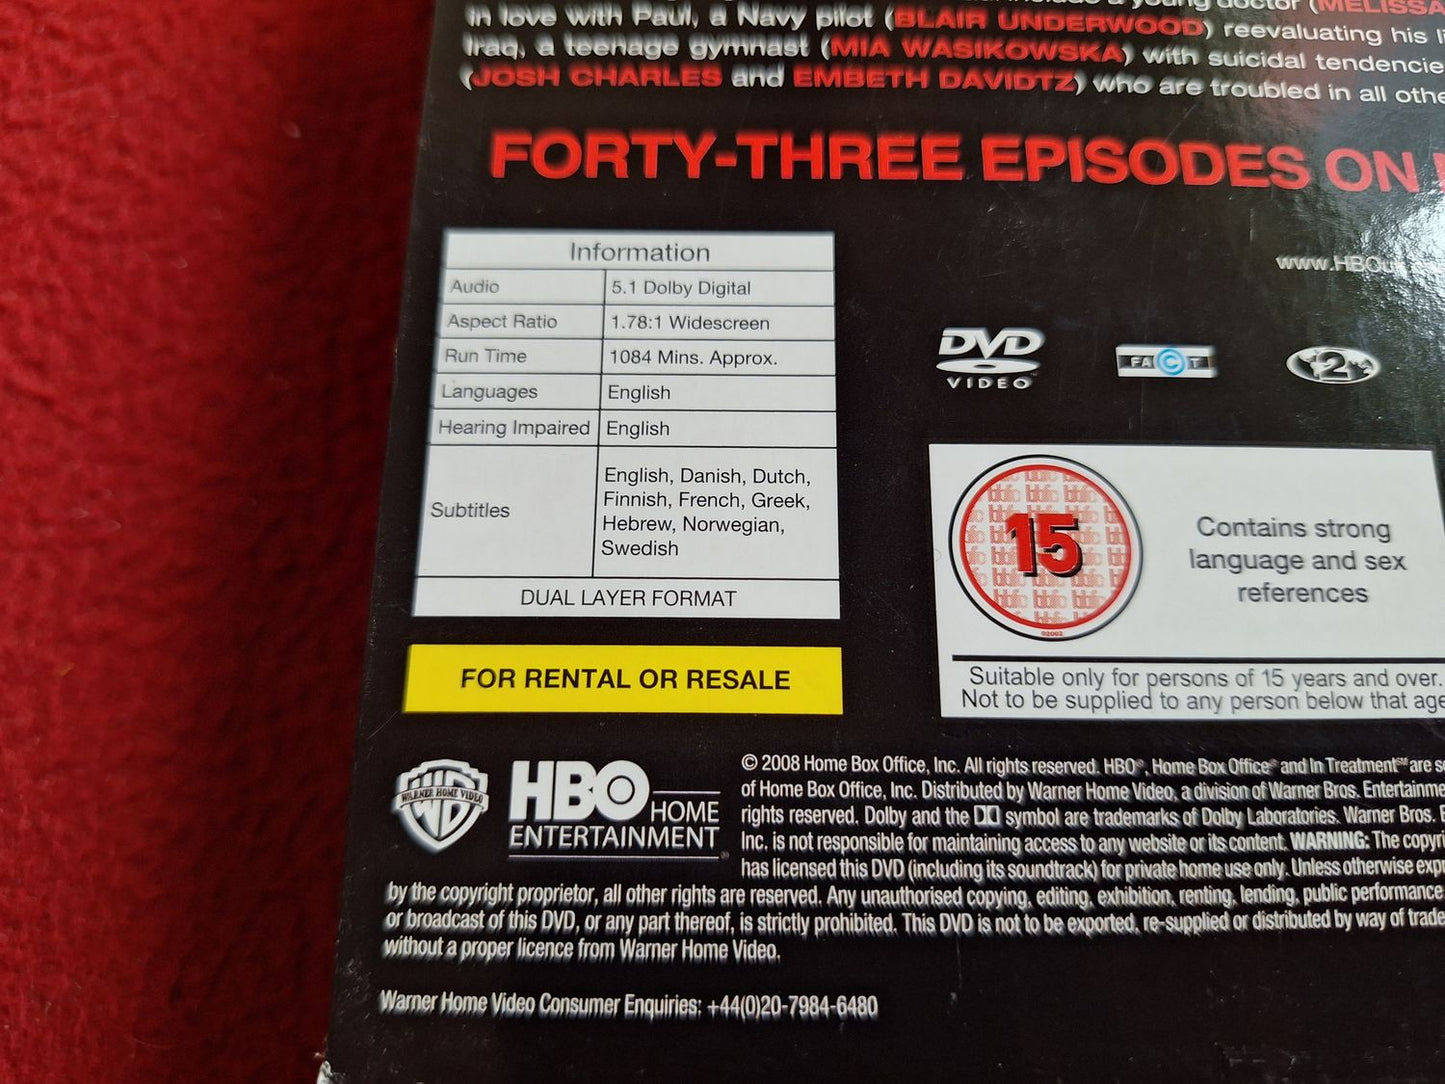 a young doctor (MELISSA
in love with Paul, a Navy pilot (BLAIR UNDERWOOD) reevaluating his
Iraq, a teenage gymnast (MIA WASIKOWSKA) with suicidal
(JOSH CHARLES and EMBETH DAVIDTZ) who are troubled in all
FORTY-THREE EPISODES ON
Information
Audio 5.1 Dolby Digital
Aspect Ratio 1.78:1 Widescreen
Run Time 1084 Mins. Approx.
Languages English
Hearing Impaired English
Subtitles English, Danish, Dutch,
Finnish, French, Greek,
Hebrew, Norwegian,
Swedish
DUAL LAYER FORMAT
FOR RENTAL OR RESALE
www.HBO
DVD
VIDEO
FACT
2
15
Contains strong
language and sex
references
Suitable only for persons of 15 years and over.
Not to be supplied to any person below that age
WARNER HOME VIDEO
HBO HOME
ENTERTAINMENT
© 2008 Home Box Office, Inc. All rights reserved. HBO®, Home Box Office® and In Treatment℠ are
of Home Box Office, Inc. Distributed by Warner Home Video, a division of Warner Bros.
rights reserved. Dolby and the symbol are trademarks of Dolby Laboratories. Warner Bros.
Inc. is not responsible for maintaining access to any website or its content. WARNING: The
has licensed this DVD (including its soundtrack) for private home use only. Unless otherwise
by the copyright proprietor, all other rights are reserved. Any unauthorised copying, editing, exhibition, renting, lending, public performance
or broadcast of this DVD, or any part thereof, is strictly prohibited. This DVD is not to be exported, re-supplied or distributed by way of trade
without a proper licence from Warner Home Video.
Warner Home Video Consumer Enquiries: +44(0)20-7984-6480